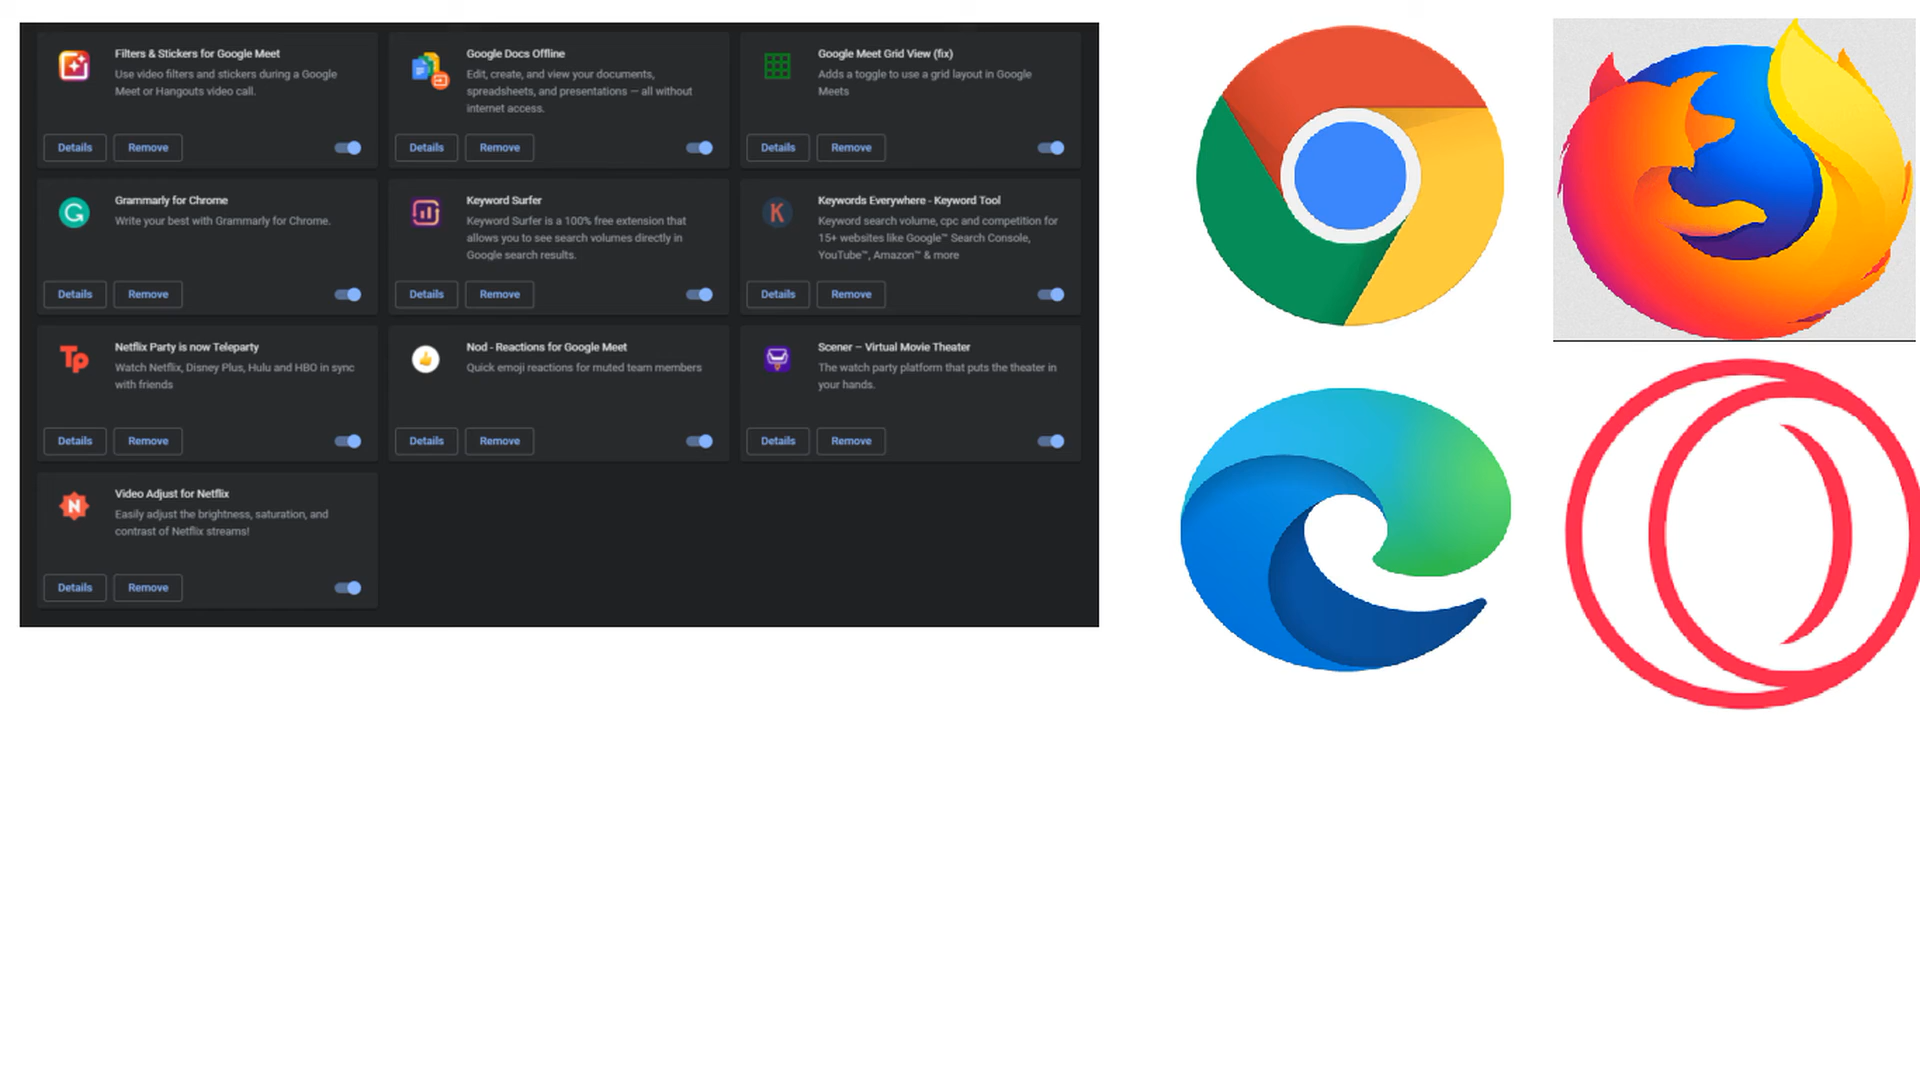 Filters & Stickers for Google Meet
Use video filters and stickers during a Google
Meet or Hangouts video call.
Details
Remove
Google Docs Offline
Edit, create, and view your documents,
spreadsheets, and presentations — all without
internet access.
Details
Remove
Google Meet Grid View (fix)
Adds a toggle to use a grid layout in Google
Meets
Details
Remove
Grammarly for Chrome
Write your best with Grammarly for Chrome.
Details
Remove
Keyword Surfer
Keyword Surfer is a 100% free extension that
allows you to see search volumes directly in
Google search results.
Details
Remove
K
Keywords Everywhere - Keyword Tool
Keyword search volume, cpc and competition for
15+ websites like Google™ Search Console,
YouTube™, Amazon™ & more
Details
Remove
Tp
Netflix Party is now Teleparty
Watch Netflix, Disney Plus, Hulu and HBO in sync
with friends
Details
Remove
Nod - Reactions for Google Meet
Quick emoji reactions for muted team members
Details
Remove
Scener – Virtual Movie Theater
The watch party platform that puts the theater in
your hands.
Details
Remove
N
Video Adjust for Netflix
Easily adjust the brightness, saturation, and
contrast of Netflix streams!
Details
Remove